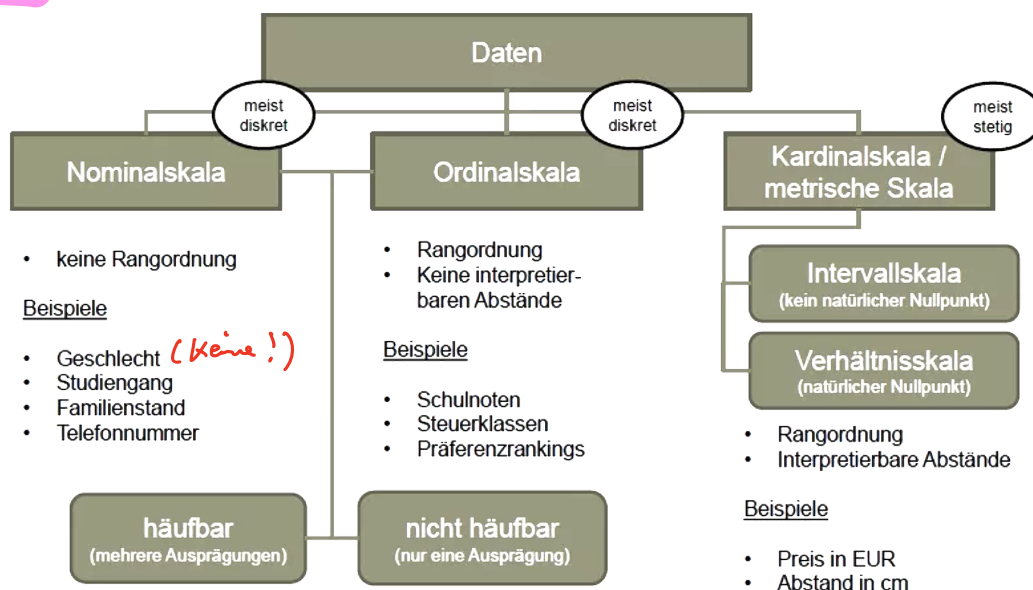 Daten
meist
diskret
meist
diskret
meist
stetig
Nominalskala
Ordinalskala
Kardinalskala /
metrische Skala
• keine Rangordnung
Beispiele
• Geschlecht (keine!)
• Studiengang
• Familienstand
• Telefonnummer
• Rangordnung
• Keine interpretier-
baren Abstände
Beispiele
• Schulnoten
• Steuerklassen
• Präferenzrankings
Intervallskala
(kein natürlicher Nullpunkt)
Verhältnisskala
(natürlicher Nullpunkt)
• Rangordnung
• Interpretierbare Abstände
Beispiele
• Preis in EUR
• Abstand in cm
häufbar
(mehrere Ausprägungen)
nicht häufbar
(nur eine Ausprägung)